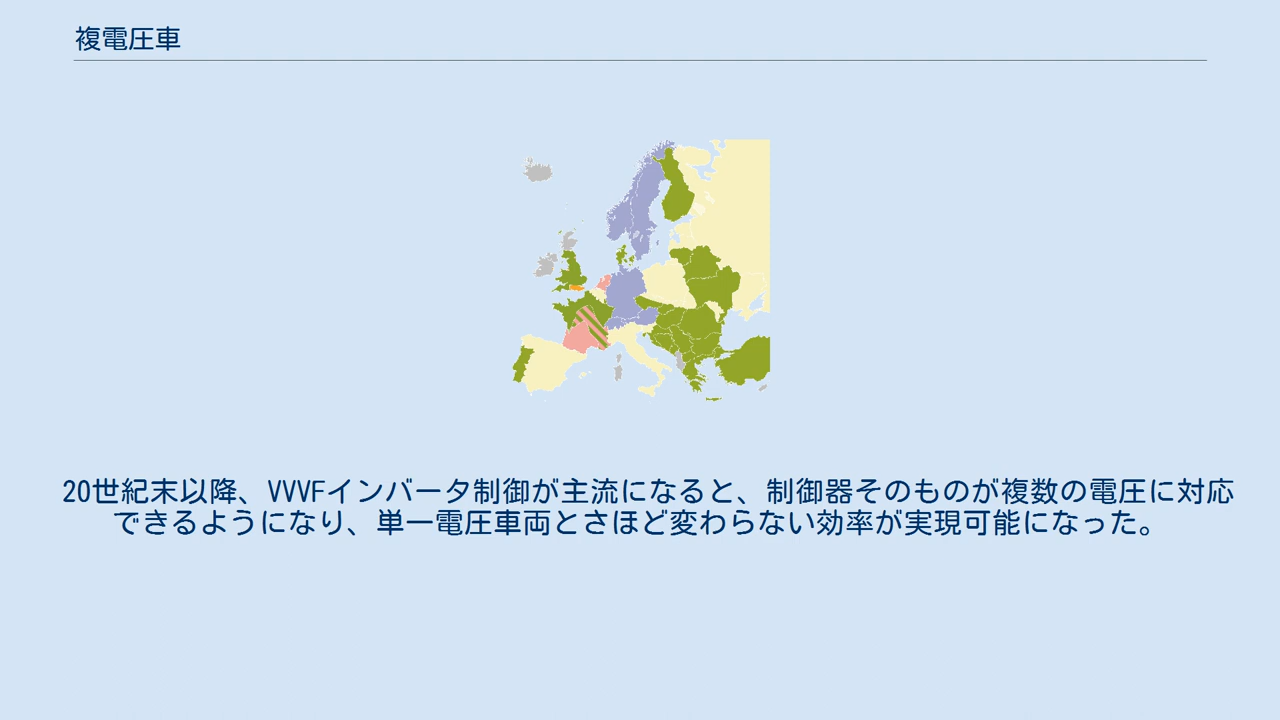 複電圧車
20世紀末以降、VVVFインバータ制御が主流になると、制御器そのものが複数の電圧に対応
できるようになり、単一電圧車両とさほど変わらない効率が実現可能になった。